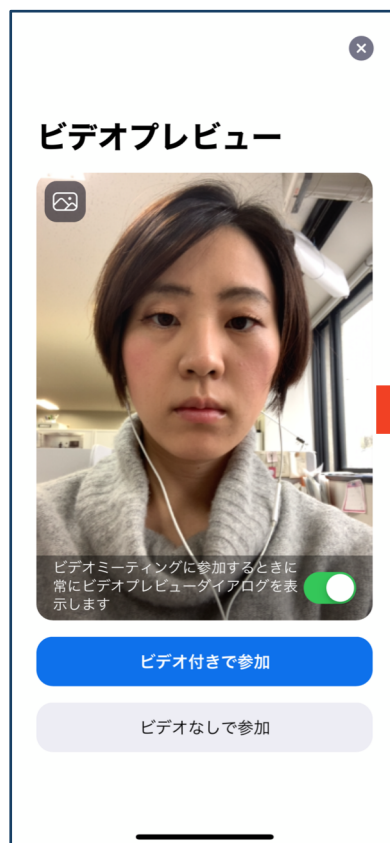 ビデオプレビュー
ビデオミーティングに参加するときに
常にビデオプレビューダイアログを表
示します
ビデオ付きで参加
ビデオなしで参加